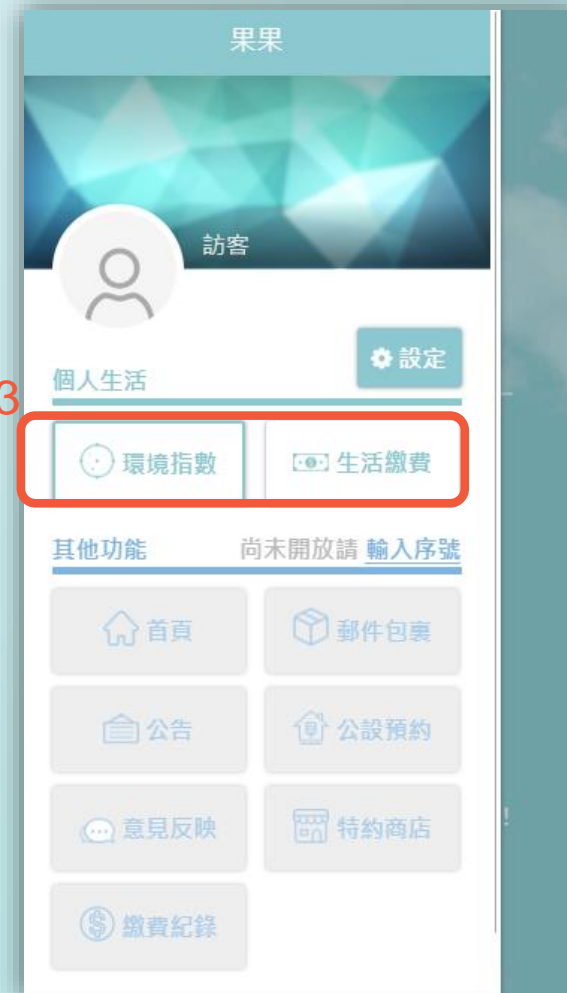 果果
訪客
設定
個人生活
3
環境指數 生活繳費
其他功能 尚未開放請 輸入序號
首頁 郵件包裹
公告 公設預約
!
意見反映 特約商店
繳費紀錄